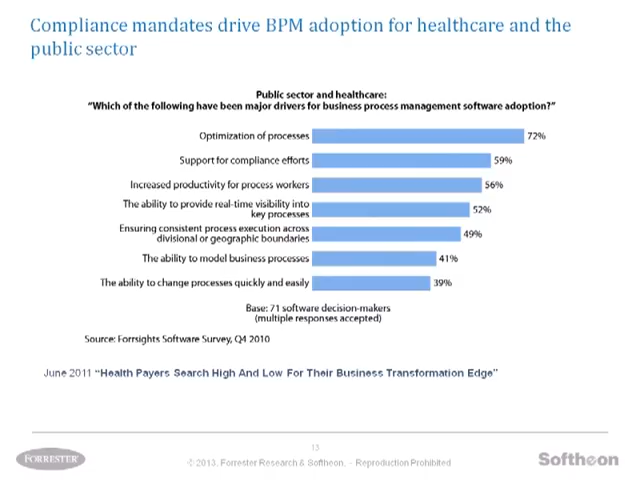 Compliance mandates drive BPM adoption for healthcare and the
public sector
Public sector and healthcare:
"Which of the following have been major drivers for business process management software adoption?"
Optimization of processes 72%
Support for compliance efforts 59%
Increased productivity for process workers 56%
The ability to provide real-time visibility into
key processes 52%
Ensuring consistent process execution across
divisional or geographic boundaries 49%
The ability to model business processes 41%
The ability to change processes quickly and easily 39%
Base: 71 software decision-makers
(multiple responses accepted)
Source: Forrsights Software Survey, Q4 2010
June 2011 "Health Payers Search High And Low For Their Business Transformation Edge"
13
FORRESTER
© 2013, Forrester Research & Softheon, - Reproduction Prohibited
Softheon